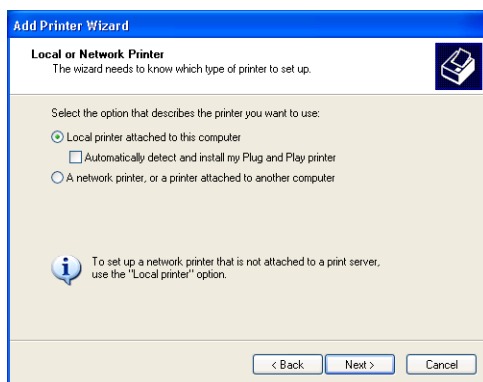 Add Printer Wizard
Local or Network Printer
The wizard needs to know which type of printer to set up.
Select the option that describes the printer you want to use:
Local printer attached to this computer
Automatically detect and install my Plug and Play printer
A network printer, or a printer attached to another computer
To set up a network printer that is not attached to a print server,
use the "Local printer" option.
< Back Next > Cancel